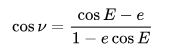 cos ν = (cos E − e) / (1 − e cos E)